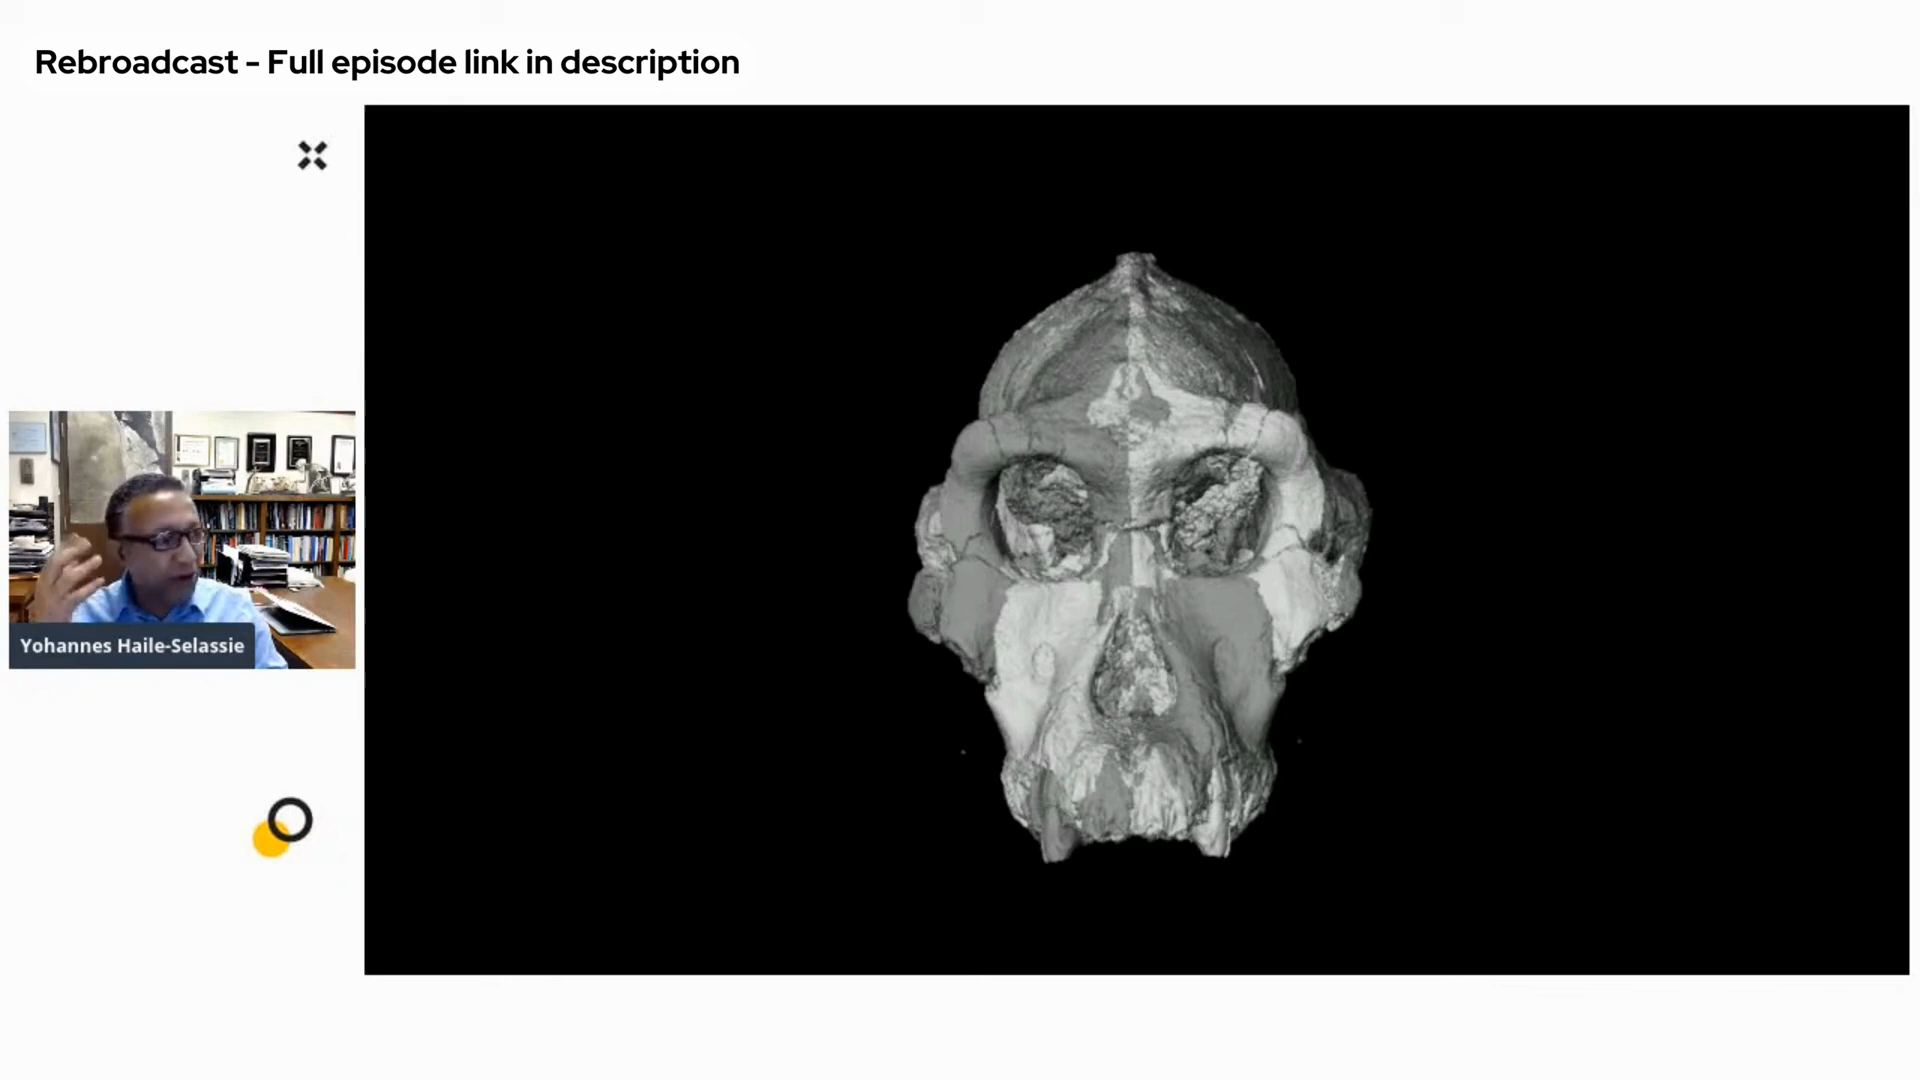 Rebroadcast - Full episode link in description
Yohannes Haile-Selassie